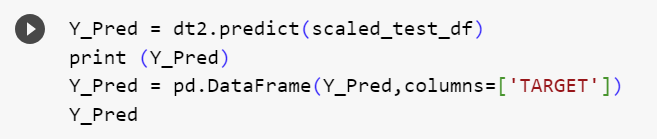 Y_Pred = dt2.predict(scaled_test_df)
print (Y_Pred)
Y_Pred = pd.DataFrame(Y_Pred,columns=['TARGET'])
Y_Pred